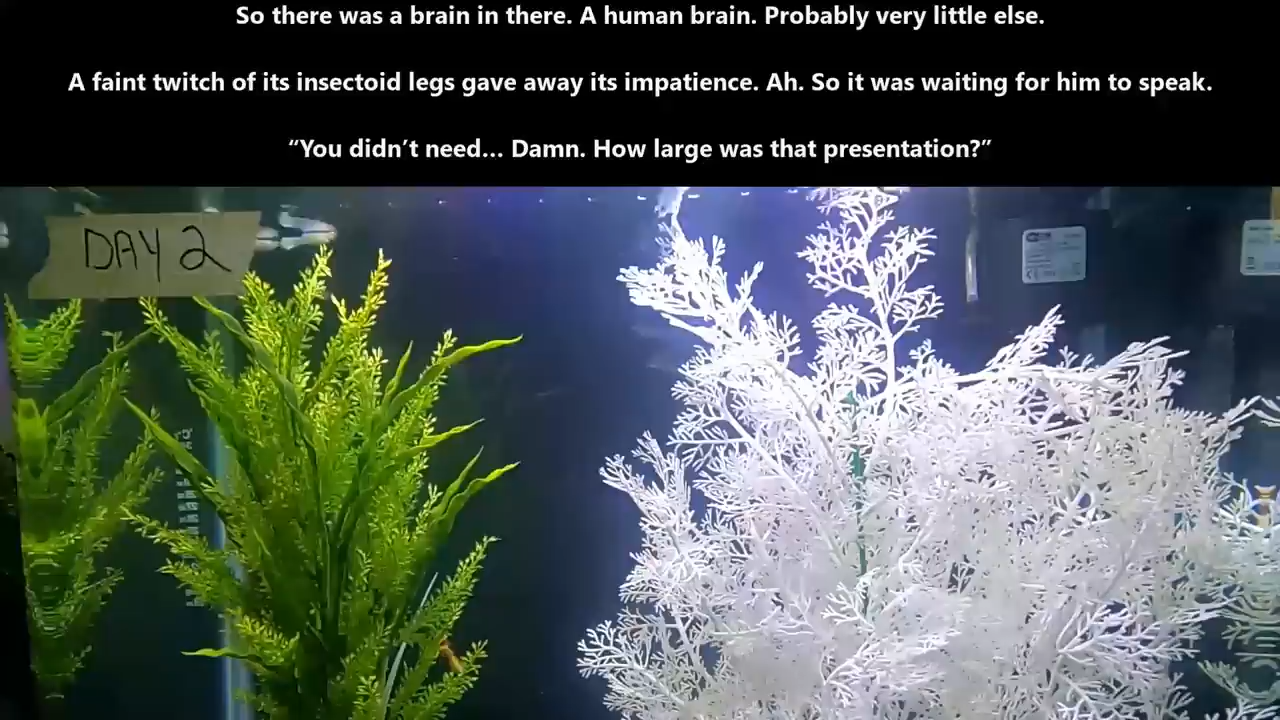 So there was a brain in there. A human brain. Probably very little else.
A faint twitch of its insectoid legs gave away its impatience. Ah. So it was waiting for him to speak.
“You didn’t need… Damn. How large was that presentation?”
DAY 2